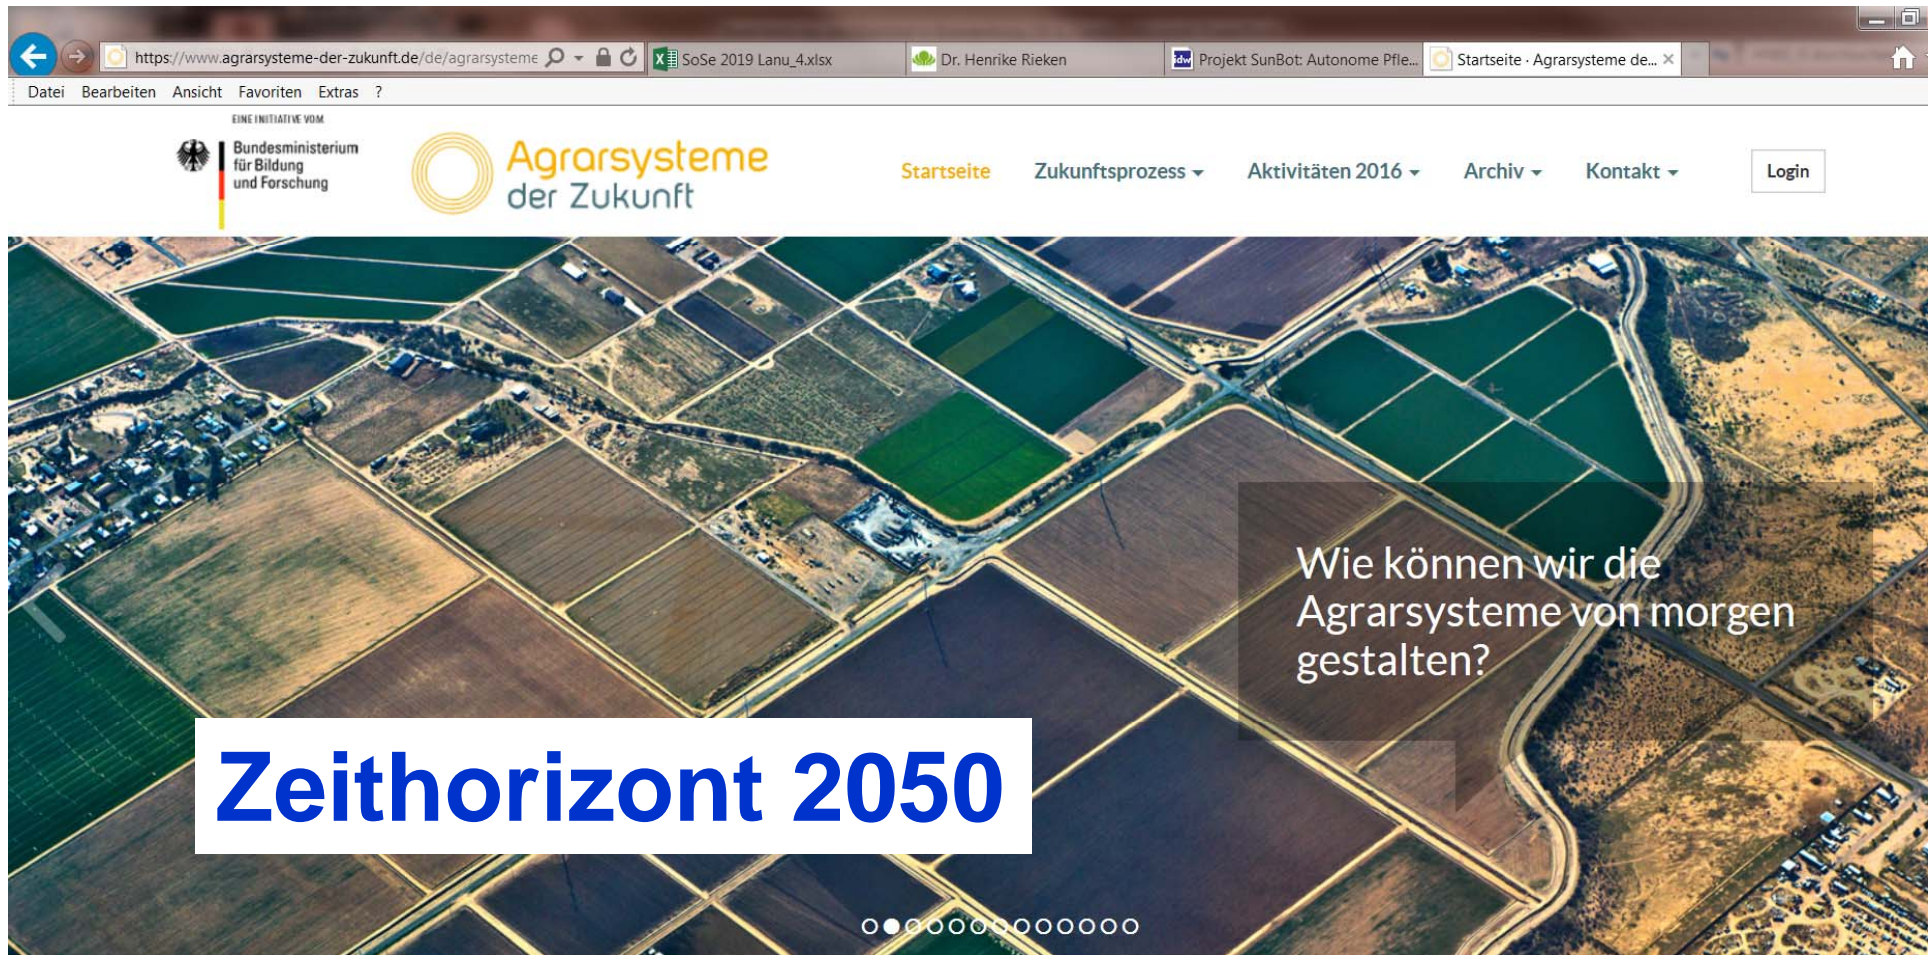 https://www.agrarsysteme-der-zukunft.de/de/agrarsysteme
SoSe 2019 Lanu_4.xlsx
Dr. Henrike Rieken
idw Projekt SunBot: Autonome Pfle...
Startseite · Agrarsysteme de...
Datei Bearbeiten Ansicht Favoriten Extras ?
EINE INITIATIVE VOM
Bundesministerium
für Bildung
und Forschung
Agrarsysteme
der Zukunft
Startseite Zukunftsprozess Aktivitäten 2016 Archiv Kontakt Login
Wie können wir die
Agrarsysteme von morgen
gestalten?
Zeithorizont 2050